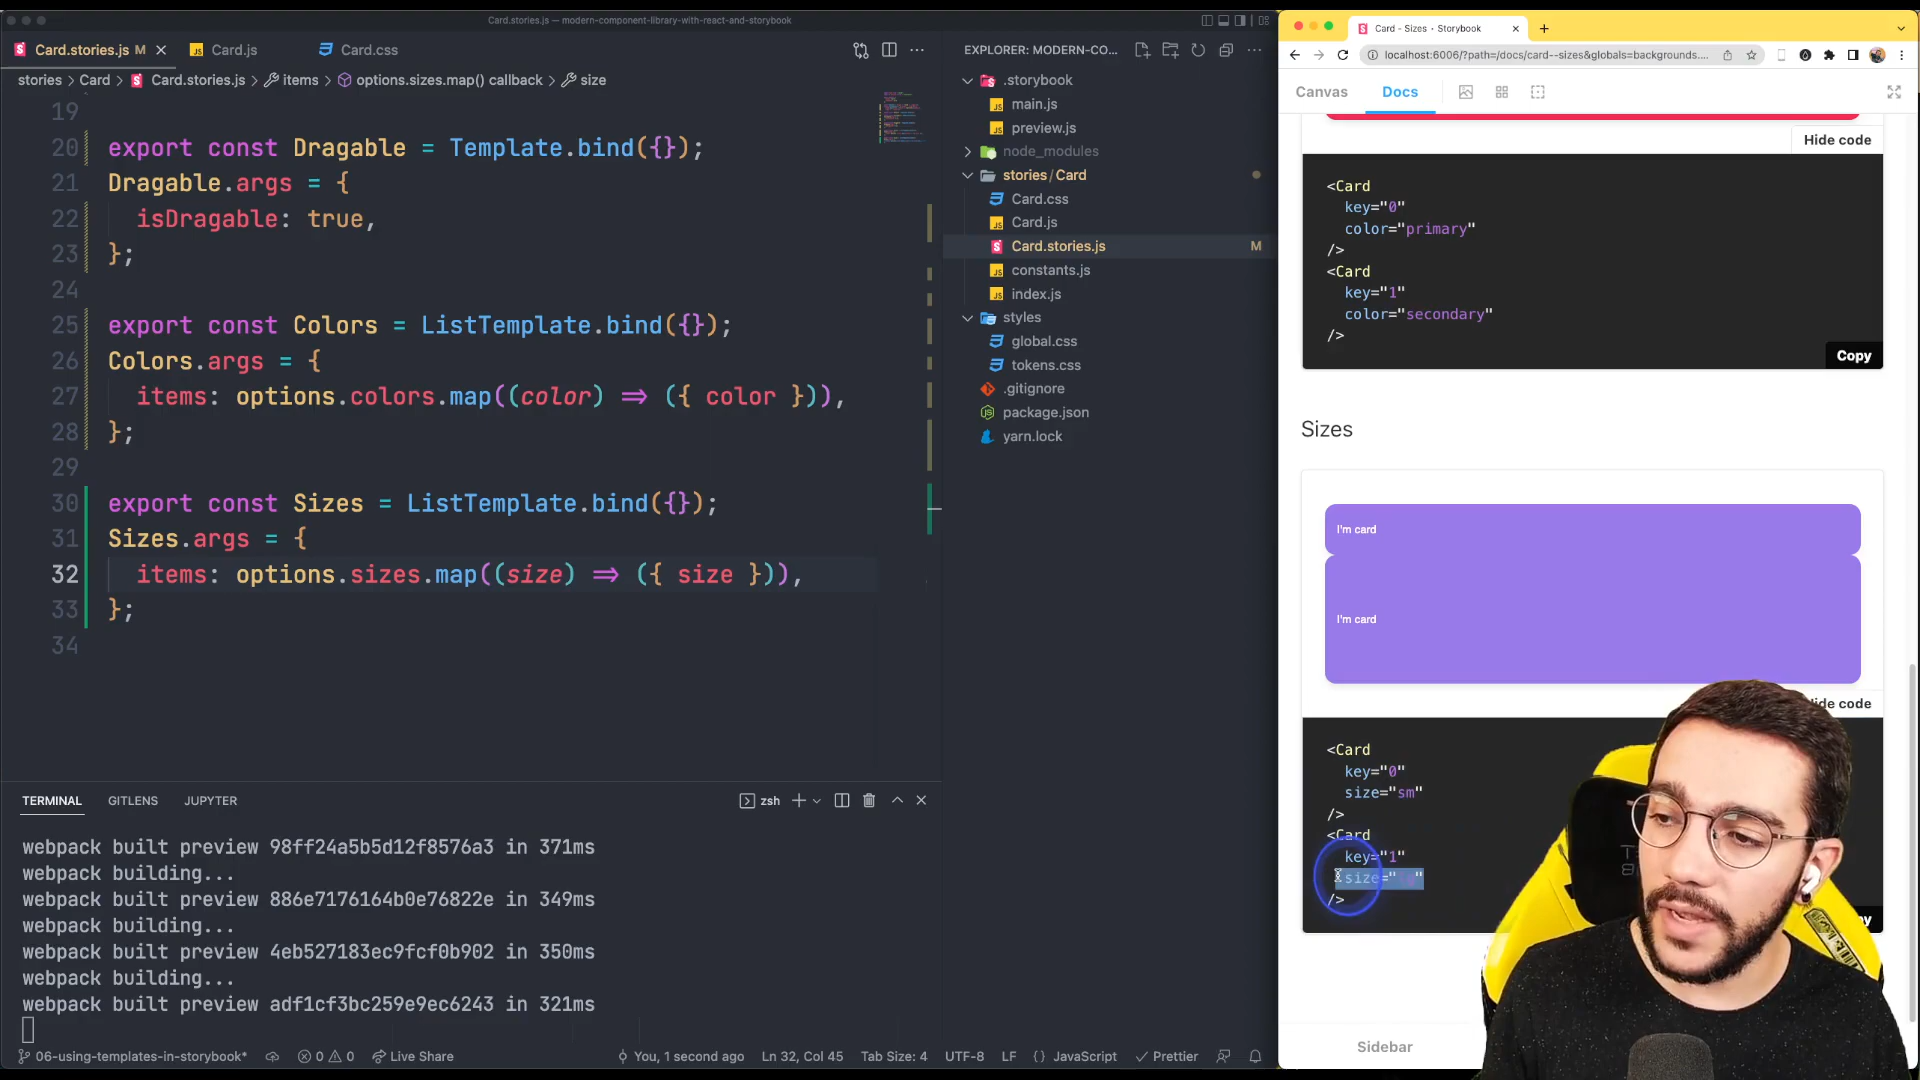 Card.stories.js — modern-component-library-with-react-and-storybook
Card.stories.js M
Card.js
Card.css
stories > Card > Card.stories.js > items > options.sizes.map() callback > size
19
20 export const Dragable = Template.bind({});
21 Dragable.args = {
22 isDragable: true,
23 };
24
25 export const Colors = ListTemplate.bind({});
26 Colors.args = {
27 items: options.colors.map((color) => ({ color })),
28 };
29
30 export const Sizes = ListTemplate.bind({});
31 Sizes.args = {
32 items: options.sizes.map((size) => ({ size })),
33 };
34
TERMINAL GITLENS JUPYTER
zsh
webpack built preview 98ff24a5b5d12f8576a3 in 371ms
webpack building...
webpack built preview 886e7176164b0e76822e in 349ms
webpack building...
webpack built preview 4eb527183ec9fcf0b902 in 350ms
webpack building...
webpack built preview adf1cf3bc259e9ec6243 in 321ms
06-using-templates-in-storybook* 0 0 Live Share You, 1 second ago Ln 32, Col 45 Tab Size: 4 UTF-8 LF {} JavaScript Prettier
EXPLORER: MODERN-CO...
.storybook
main.js
preview.js
node_modules
stories / Card
Card.css
Card.js
Card.stories.js M
constants.js
index.js
styles
global.css
tokens.css
.gitignore
package.json
yarn.lock
Card - Sizes · Storybook
localhost:6006/?path=/docs/card--sizes&globals=backgrounds....
Canvas Docs
Hide code
<Card
key="0"
color="primary"
/>
<Card
key="1"
color="secondary"
/>
Copy
Sizes
I'm card
I'm card
ide code
<Card
key="0"
size="sm"
/>
<Card
key="1"
size="
/>
Sidebar